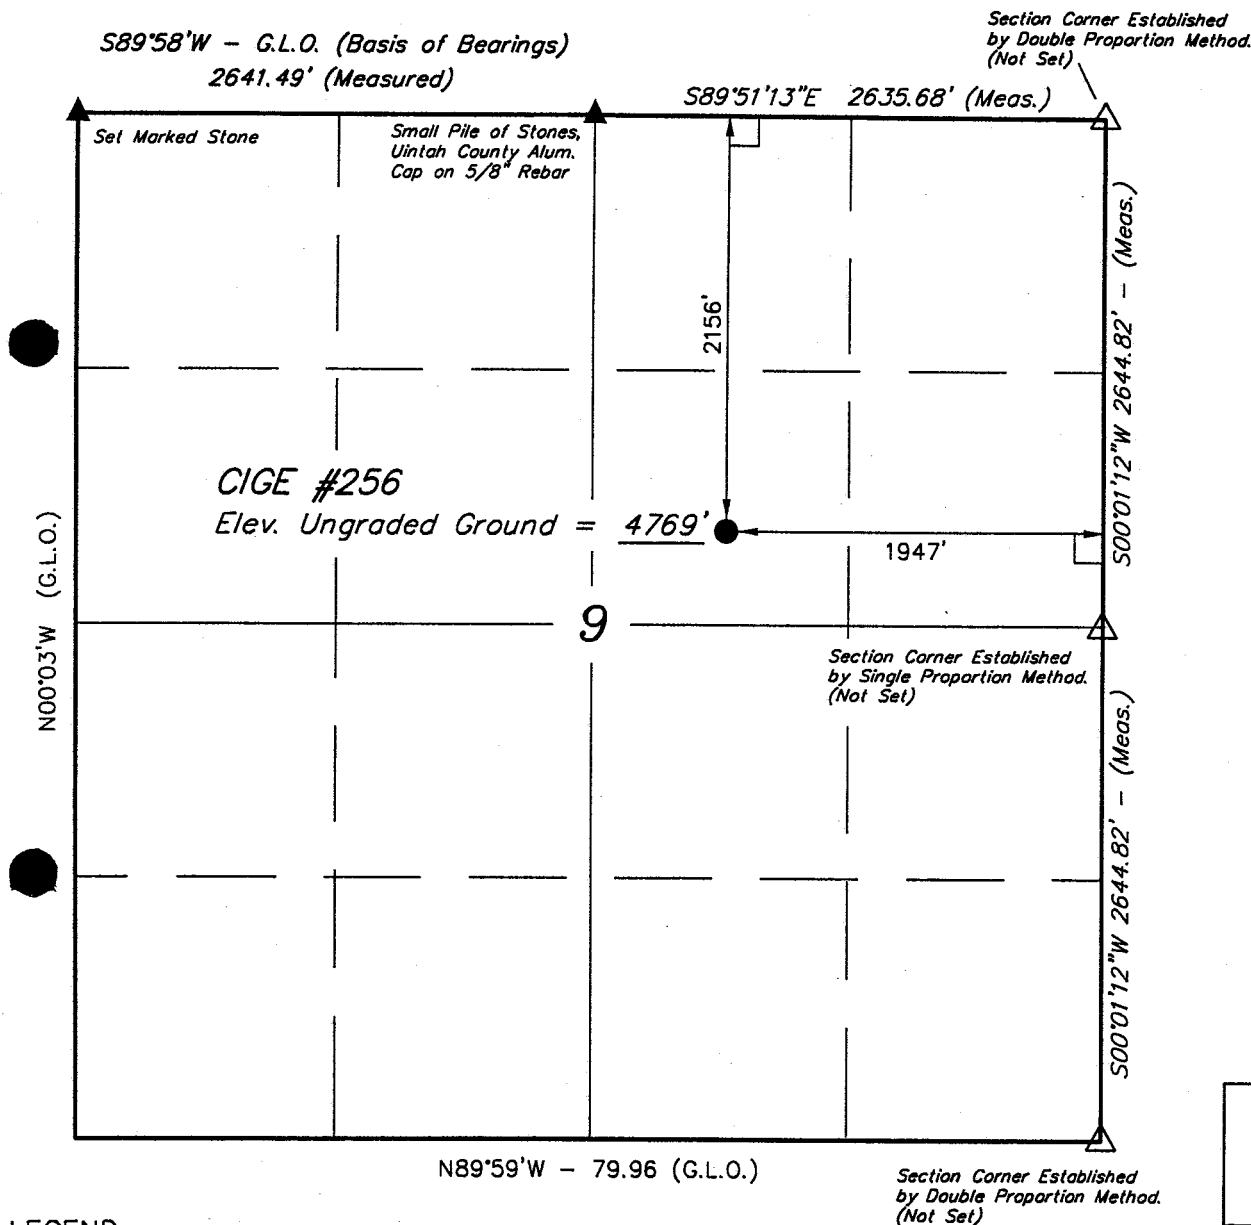 S89°58'W - G.L.O. (Basis of Bearings)
2641.49' (Measured)
Section Corner Established
by Double Proportion Method.
(Not Set)
S89°51'13"E 2635.68' (Meas.)
Set Marked Stone
Small Pile of Stones,
Uintah County Alum.
Cap on 5/8" Rebar
S00°01'12"W 2644.82' - (Meas.)
2156'
CIGE #256
Elev. Ungraded Ground = 4769'
1947'
N00°03'W (G.L.O.)
9
Section Corner Established
by Single Proportion Method.
(Not Set)
S00°01'12"W 2644.82' - (Meas.)
N89°59'W - 79.96 (G.L.O.)
Section Corner Established
by Double Proportion Method.
(Not Set)
LEGEND